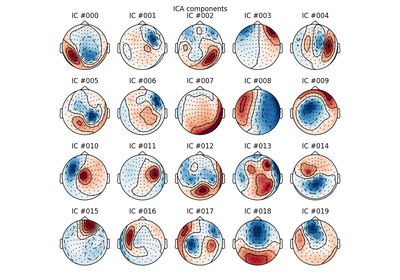 ICA components
IC #000 IC #001 IC #002 IC #003 IC #004
IC #005 IC #006 IC #007 IC #008 IC #009
IC #010 IC #011 IC #012 IC #013 IC #014
IC #015 IC #016 IC #017 IC #018 IC #019